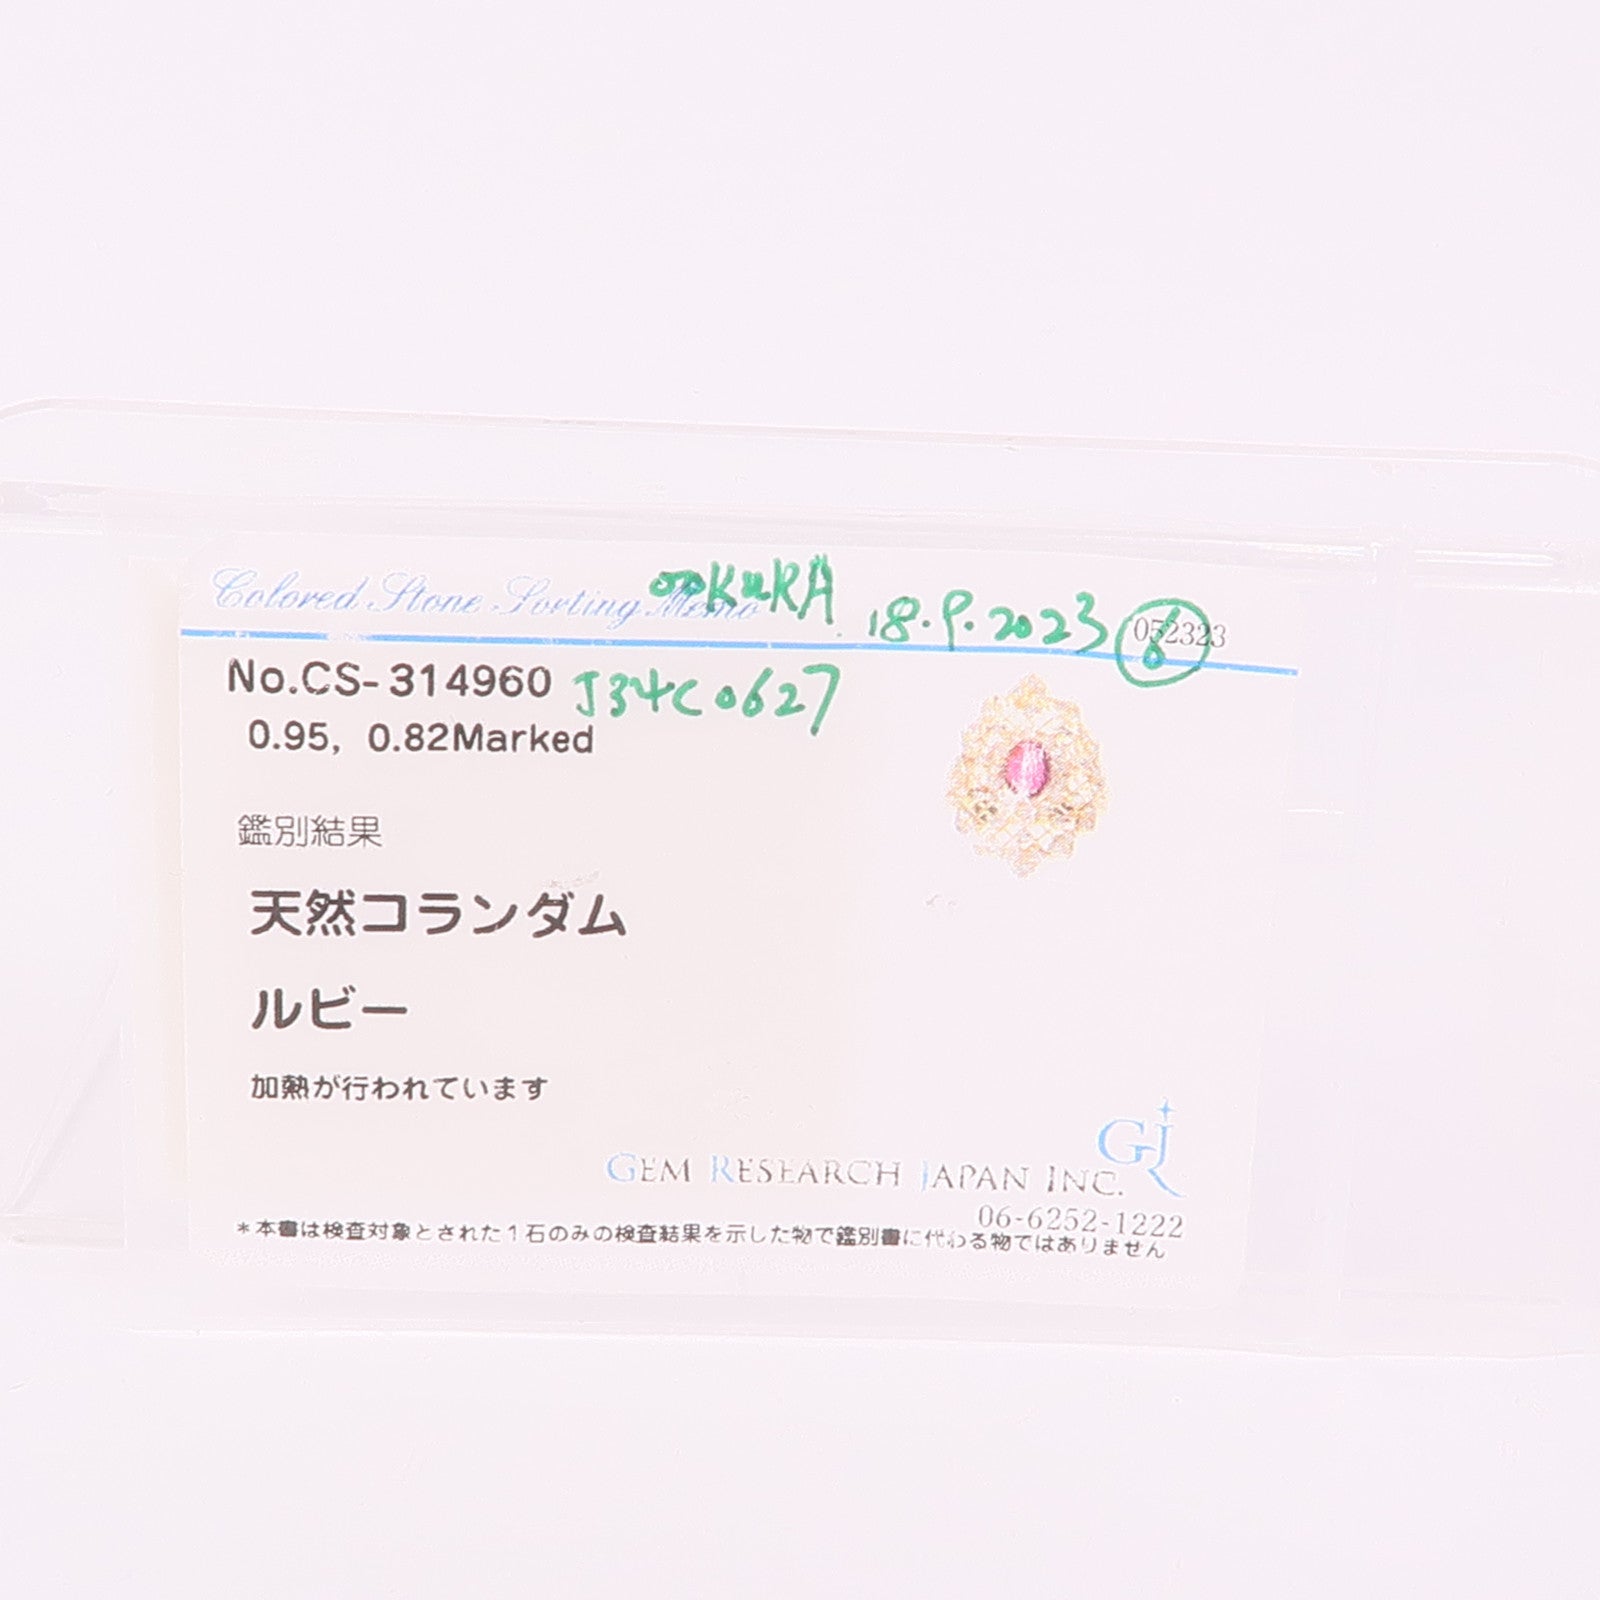 Colored Stone Sorting Memo
ooKuRA 18.9.2023 6
052323
No.CS-314960 J34C0627
0.95, 0.82Marked
鑑別結果
天然コランダム
ルビー
加熱が行われています
GJ
GEM RESEARCH JAPAN INC.
06-6252-1222
*本書は検査対象とされた1石のみの検査結果を示した物で鑑別書に代わる物ではありません